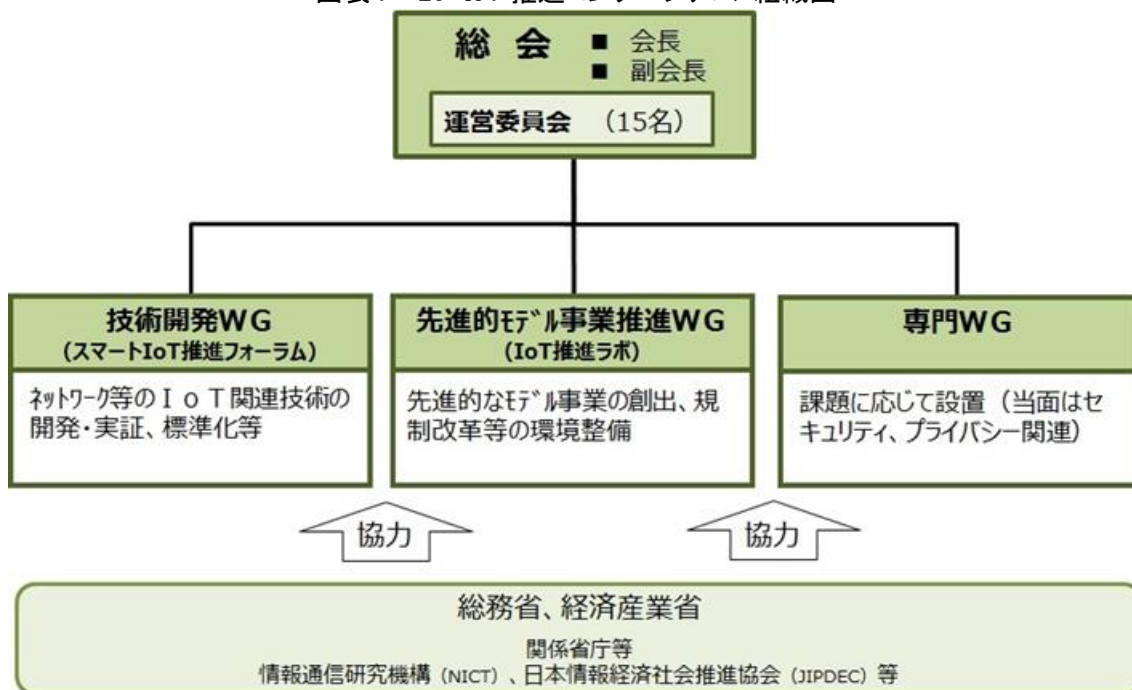 総 会
■ 会長
■ 副会長
運営委員会 (15名)
技術開発WG
(スマートIoT推進フォーラム)
ﾈｯﾄﾜｰｸ等のＩｏＴ関連技術の
開発・実証、標準化等
先進的ﾓﾃﾞﾙ事業推進WG
(IoT推進ラボ)
先進的なﾓﾃﾞﾙ事業の創出、規
制改革等の環境整備
専門WG
課題に応じて設置（当面はセ
キュリティ、プライバシー関連）
協力
協力
総務省、経済産業省
関係省庁等
情報通信研究機構（NICT）、日本情報経済社会推進協会（JIPDEC）等